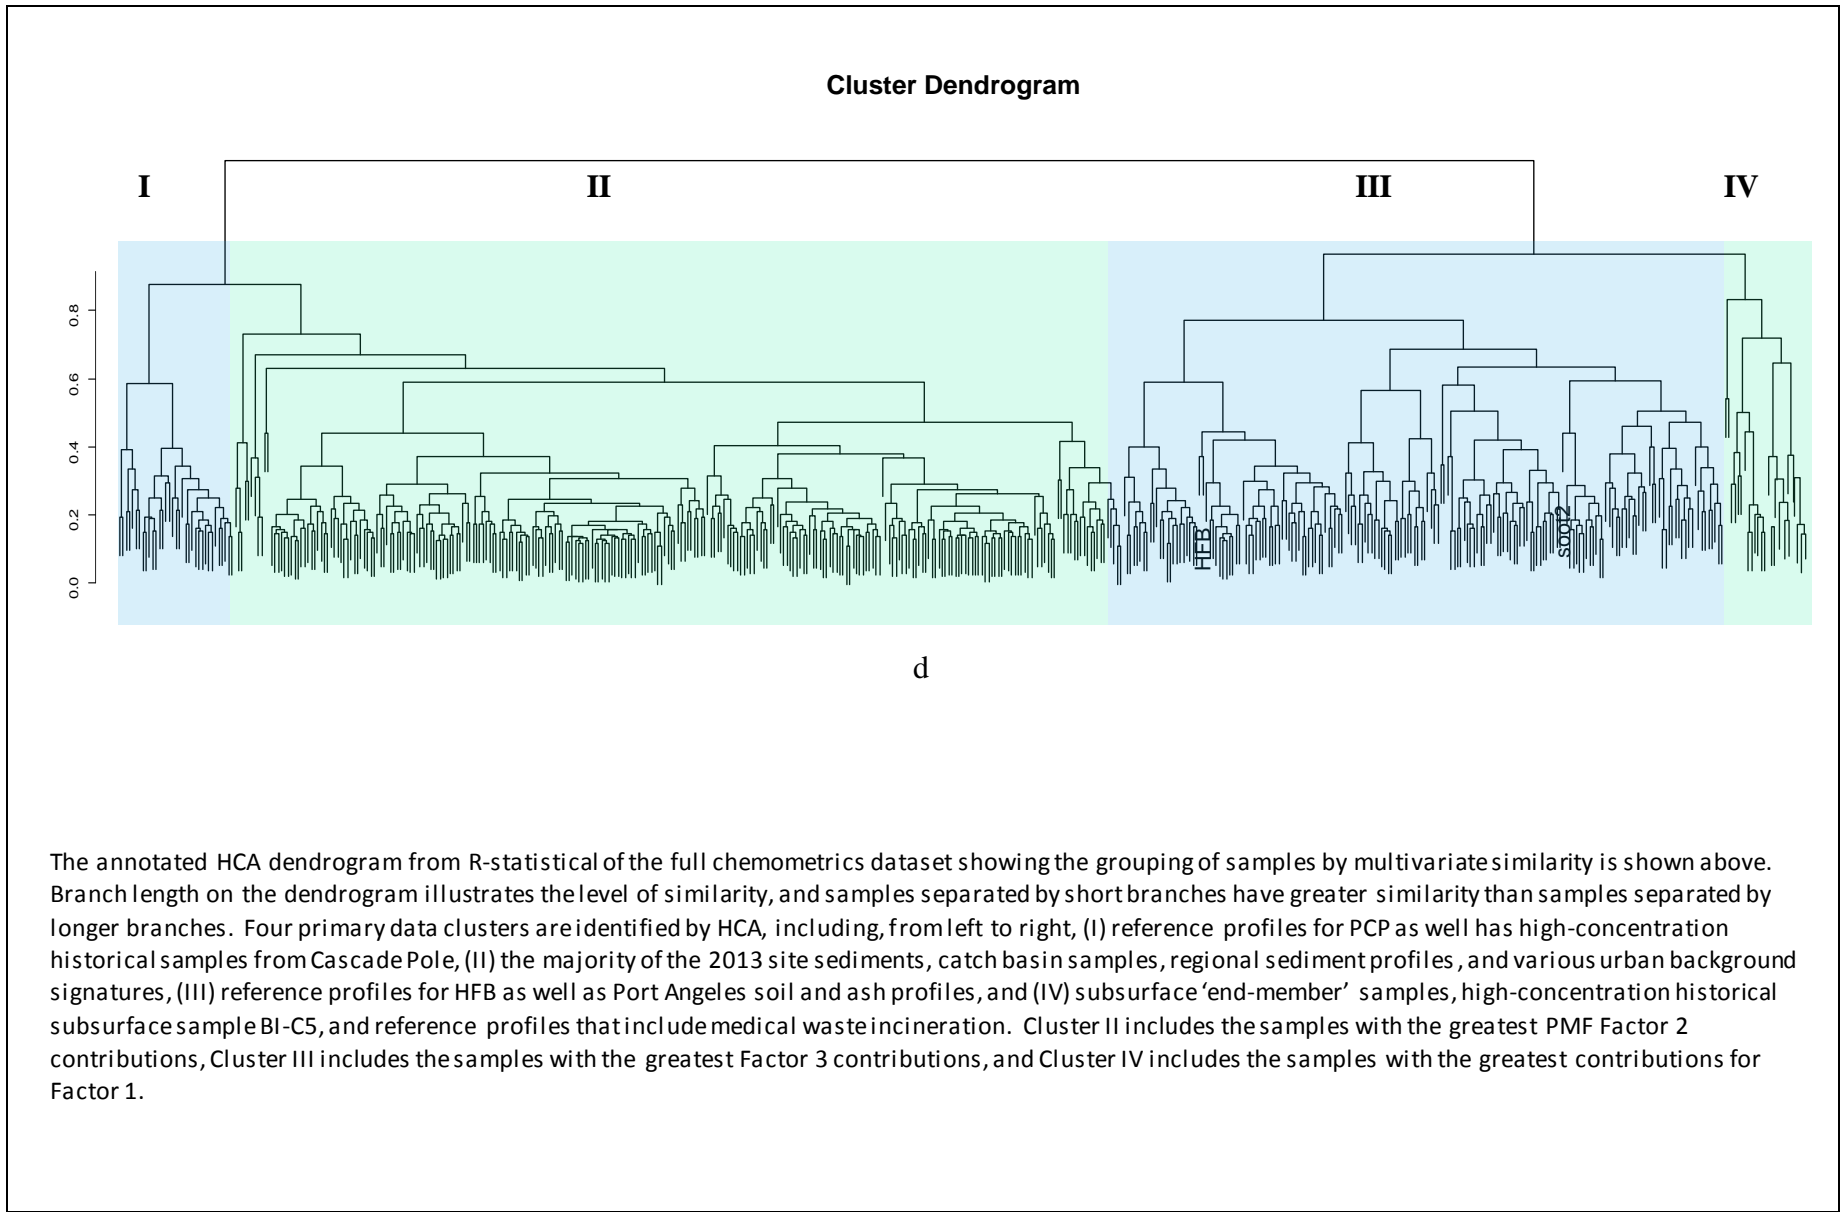 Cluster Dendrogram
I II III IV
0.8
0.6
0.4
0.2
0.0
HFB
soot2
d
The annotated HCA dendrogram from R-statistical of the full chemometrics dataset showing the grouping of samples by multivariate similarity is shown above.
Branch length on the dendrogram illustrates the level of similarity, and samples separated by short branches have greater similarity than samples separated by
longer branches. Four primary data clusters are identified by HCA, including, from left to right, (I) reference profiles for PCP as well has high-concentration
historical samples from Cascade Pole, (II) the majority of the 2013 site sediments, catch basin samples, regional sediment profiles, and various urban background
signatures, (III) reference profiles for HFB as well as Port Angeles soil and ash profiles, and (IV) subsurface ‘end-member’ samples, high-concentration historical
subsurface sample BI-C5, and reference profiles that include medical waste incineration. Cluster II includes the samples with the greatest PMF Factor 2
contributions, Cluster III includes the samples with the greatest Factor 3 contributions, and Cluster IV includes the samples with the greatest contributions for
Factor 1.